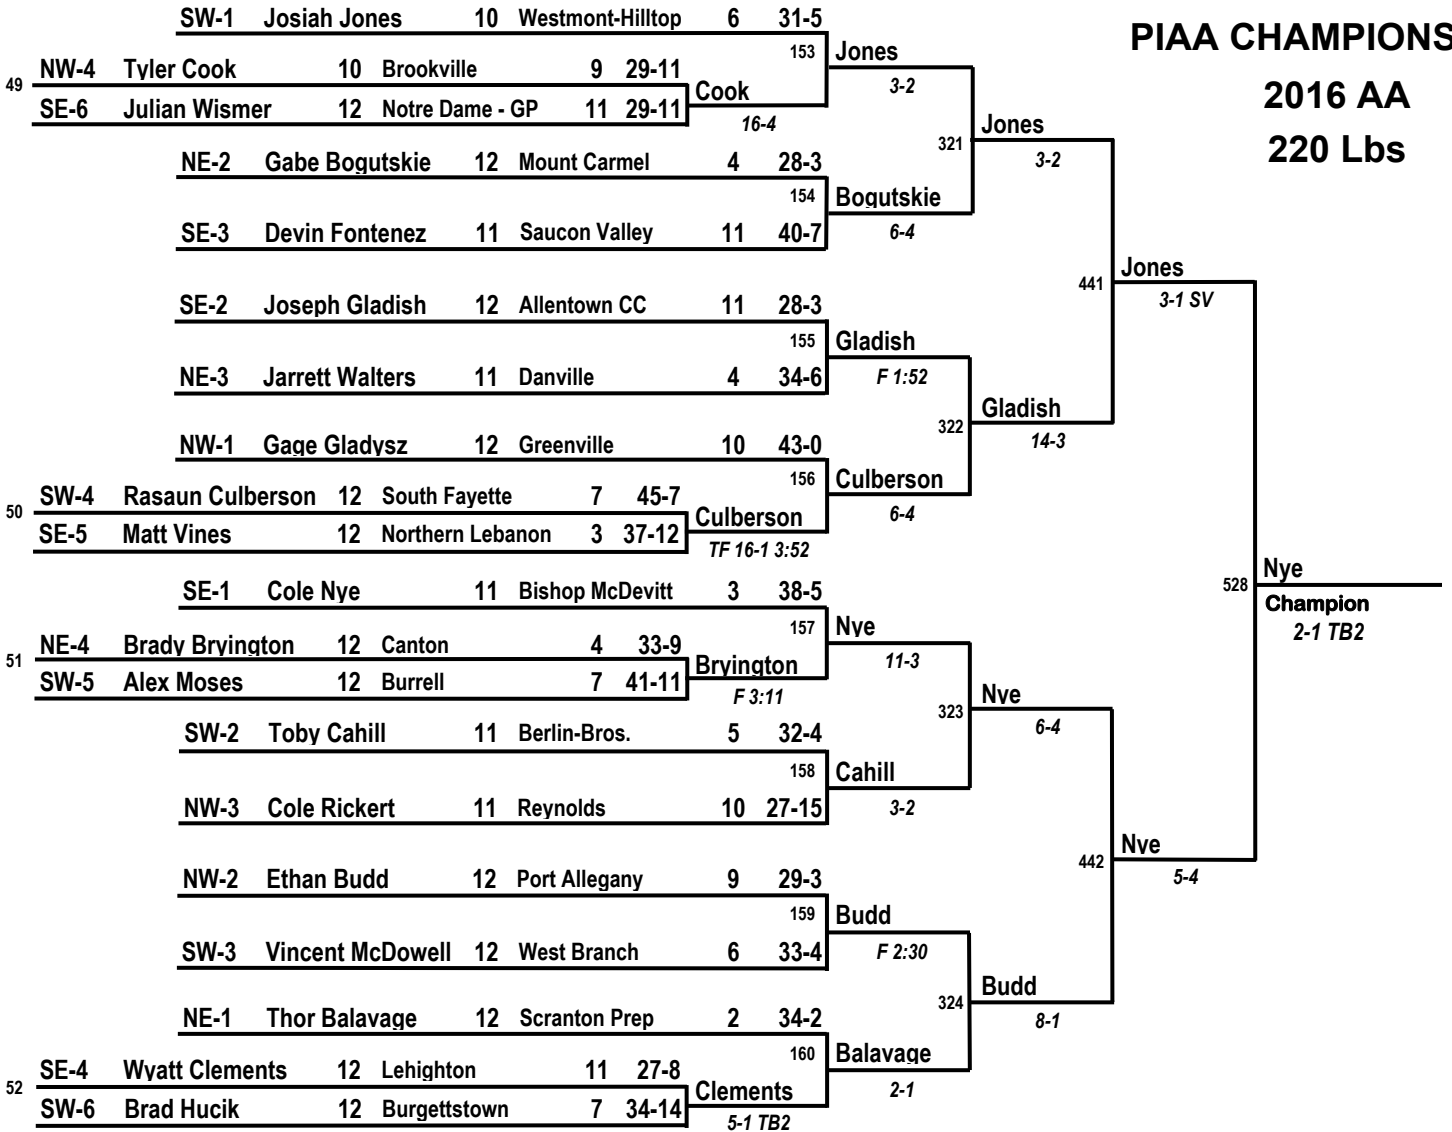 PIAA CHAMPIONS
2016 AA
220 Lbs
SW-1 Josiah Jones 10 Westmont-Hilltop 6 31-5
153 Jones
3-2
49 NW-4 Tyler Cook 10 Brookville 9 29-11
SE-6 Julian Wismer 12 Notre Dame - GP 11 29-11
Cook
16-4
321 Jones
3-2
NE-2 Gabe Bogutskie 12 Mount Carmel 4 28-3
154 Bogutskie
6-4
SE-3 Devin Fontenez 11 Saucon Valley 11 40-7
441 Jones
3-1 SV
SE-2 Joseph Gladish 12 Allentown CC 11 28-3
155 Gladish
F 1:52
NE-3 Jarrett Walters 11 Danville 4 34-6
322 Gladish
14-3
NW-1 Gage Gladysz 12 Greenville 10 43-0
156 Culberson
6-4
50 SW-4 Rasaun Culberson 12 South Fayette 7 45-7
SE-5 Matt Vines 12 Northern Lebanon 3 37-12
Culberson
TF 16-1 3:52
528 Nye
Champion
2-1 TB2
SE-1 Cole Nye 11 Bishop McDevitt 3 38-5
157 Nye
11-3
51 NE-4 Brady Bryington 12 Canton 4 33-9
SW-5 Alex Moses 12 Burrell 7 41-11
Bryington
F 3:11
323 Nye
6-4
SW-2 Toby Cahill 11 Berlin-Bros. 5 32-4
158 Cahill
3-2
NW-3 Cole Rickert 11 Reynolds 10 27-15
442 Nye
5-4
NW-2 Ethan Budd 12 Port Allegany 9 29-3
159 Budd
F 2:30
SW-3 Vincent McDowell 12 West Branch 6 33-4
324 Budd
8-1
NE-1 Thor Balavage 12 Scranton Prep 2 34-2
160 Balavage
2-1
52 SE-4 Wyatt Clements 12 Lehighton 11 27-8
SW-6 Brad Hucik 12 Burgettstown 7 34-14
Clements
5-1 TB2